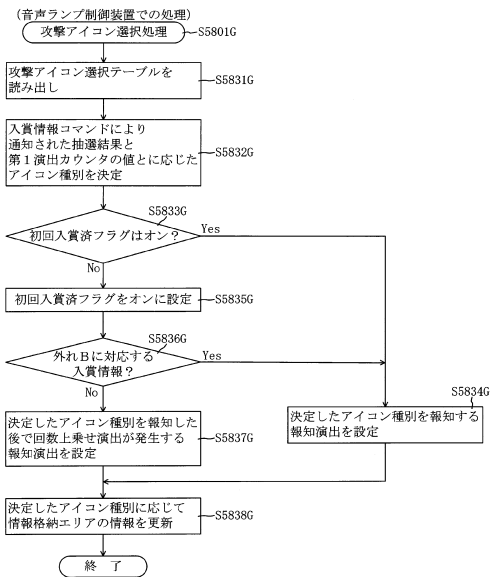 (音声ランプ制御装置での処理)
攻撃アイコン選択処理
S5801G
攻撃アイコン選択テーブルを
読み出し
S5831G
入賞情報コマンドにより
通知された抽選結果と
第1演出カウンタの値とに応じた
アイコン種別を決定
S5832G
S5833G
初回入賞済フラグはオン?
Yes
No
初回入賞済フラグをオンに設定
S5835G
S5836G
外れBに対応する
入賞情報?
Yes
No
S5834G
決定したアイコン種別を報知する
報知演出を設定
決定したアイコン種別を報知した
後で回数上乗せ演出が発生する
報知演出を設定
S5837G
決定したアイコン種別に応じて
情報格納エリアの情報を更新
S5838G
終了